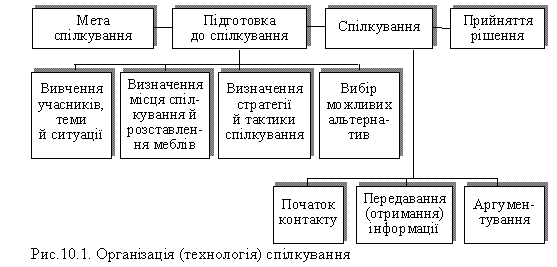 Мета
спілкування
Підготовка
до спілкування
Спілкування
Прийняття
рішення
Вивчення
учасників,
теми
й ситуації
Визначення
місця спіл-
кування й
розставлен-
ня меблів
Визначення
стратегії
й тактики
спілкування
Вибір
можливих
альтерна-
тив
Початок
контакту
Передавання
(отримання)
інформації
Аргумен-
тування
Рис.10.1. Організація (технологія) спілкування